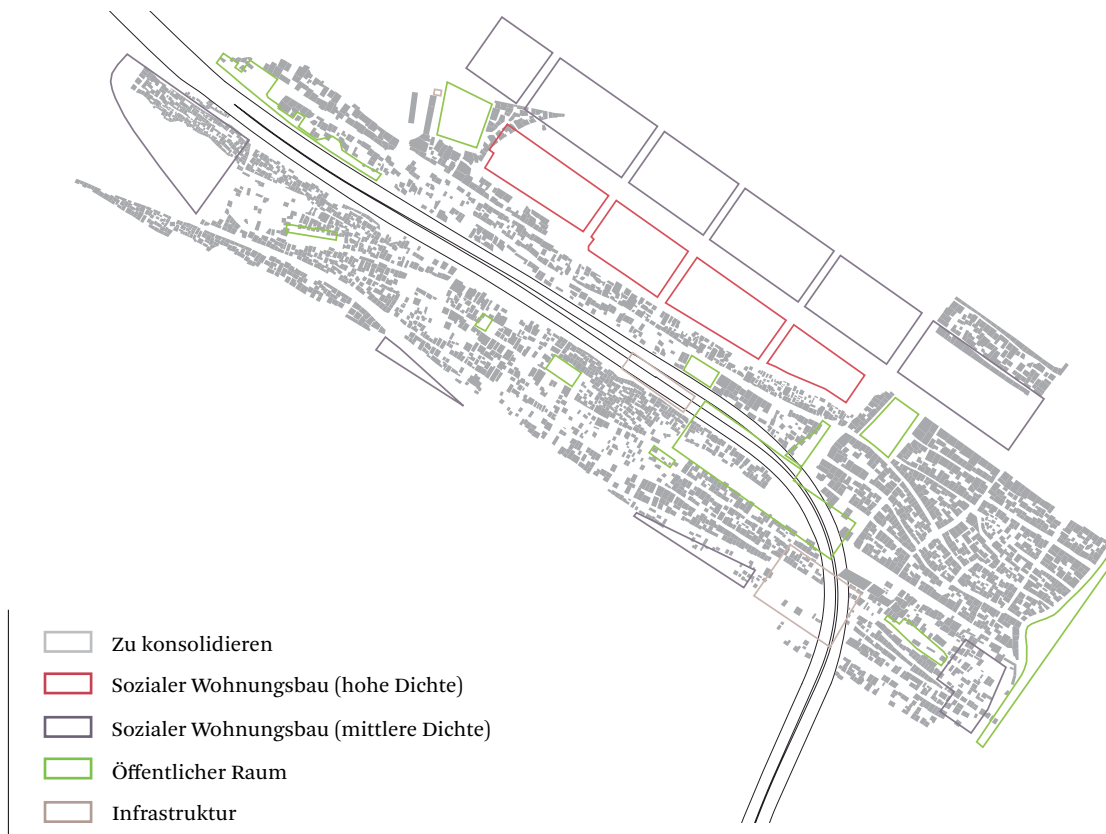 Zu konsolidieren
Sozialer Wohnungsbau (hohe Dichte)
Sozialer Wohnungsbau (mittlere Dichte)
Öffentlicher Raum
Infrastruktur